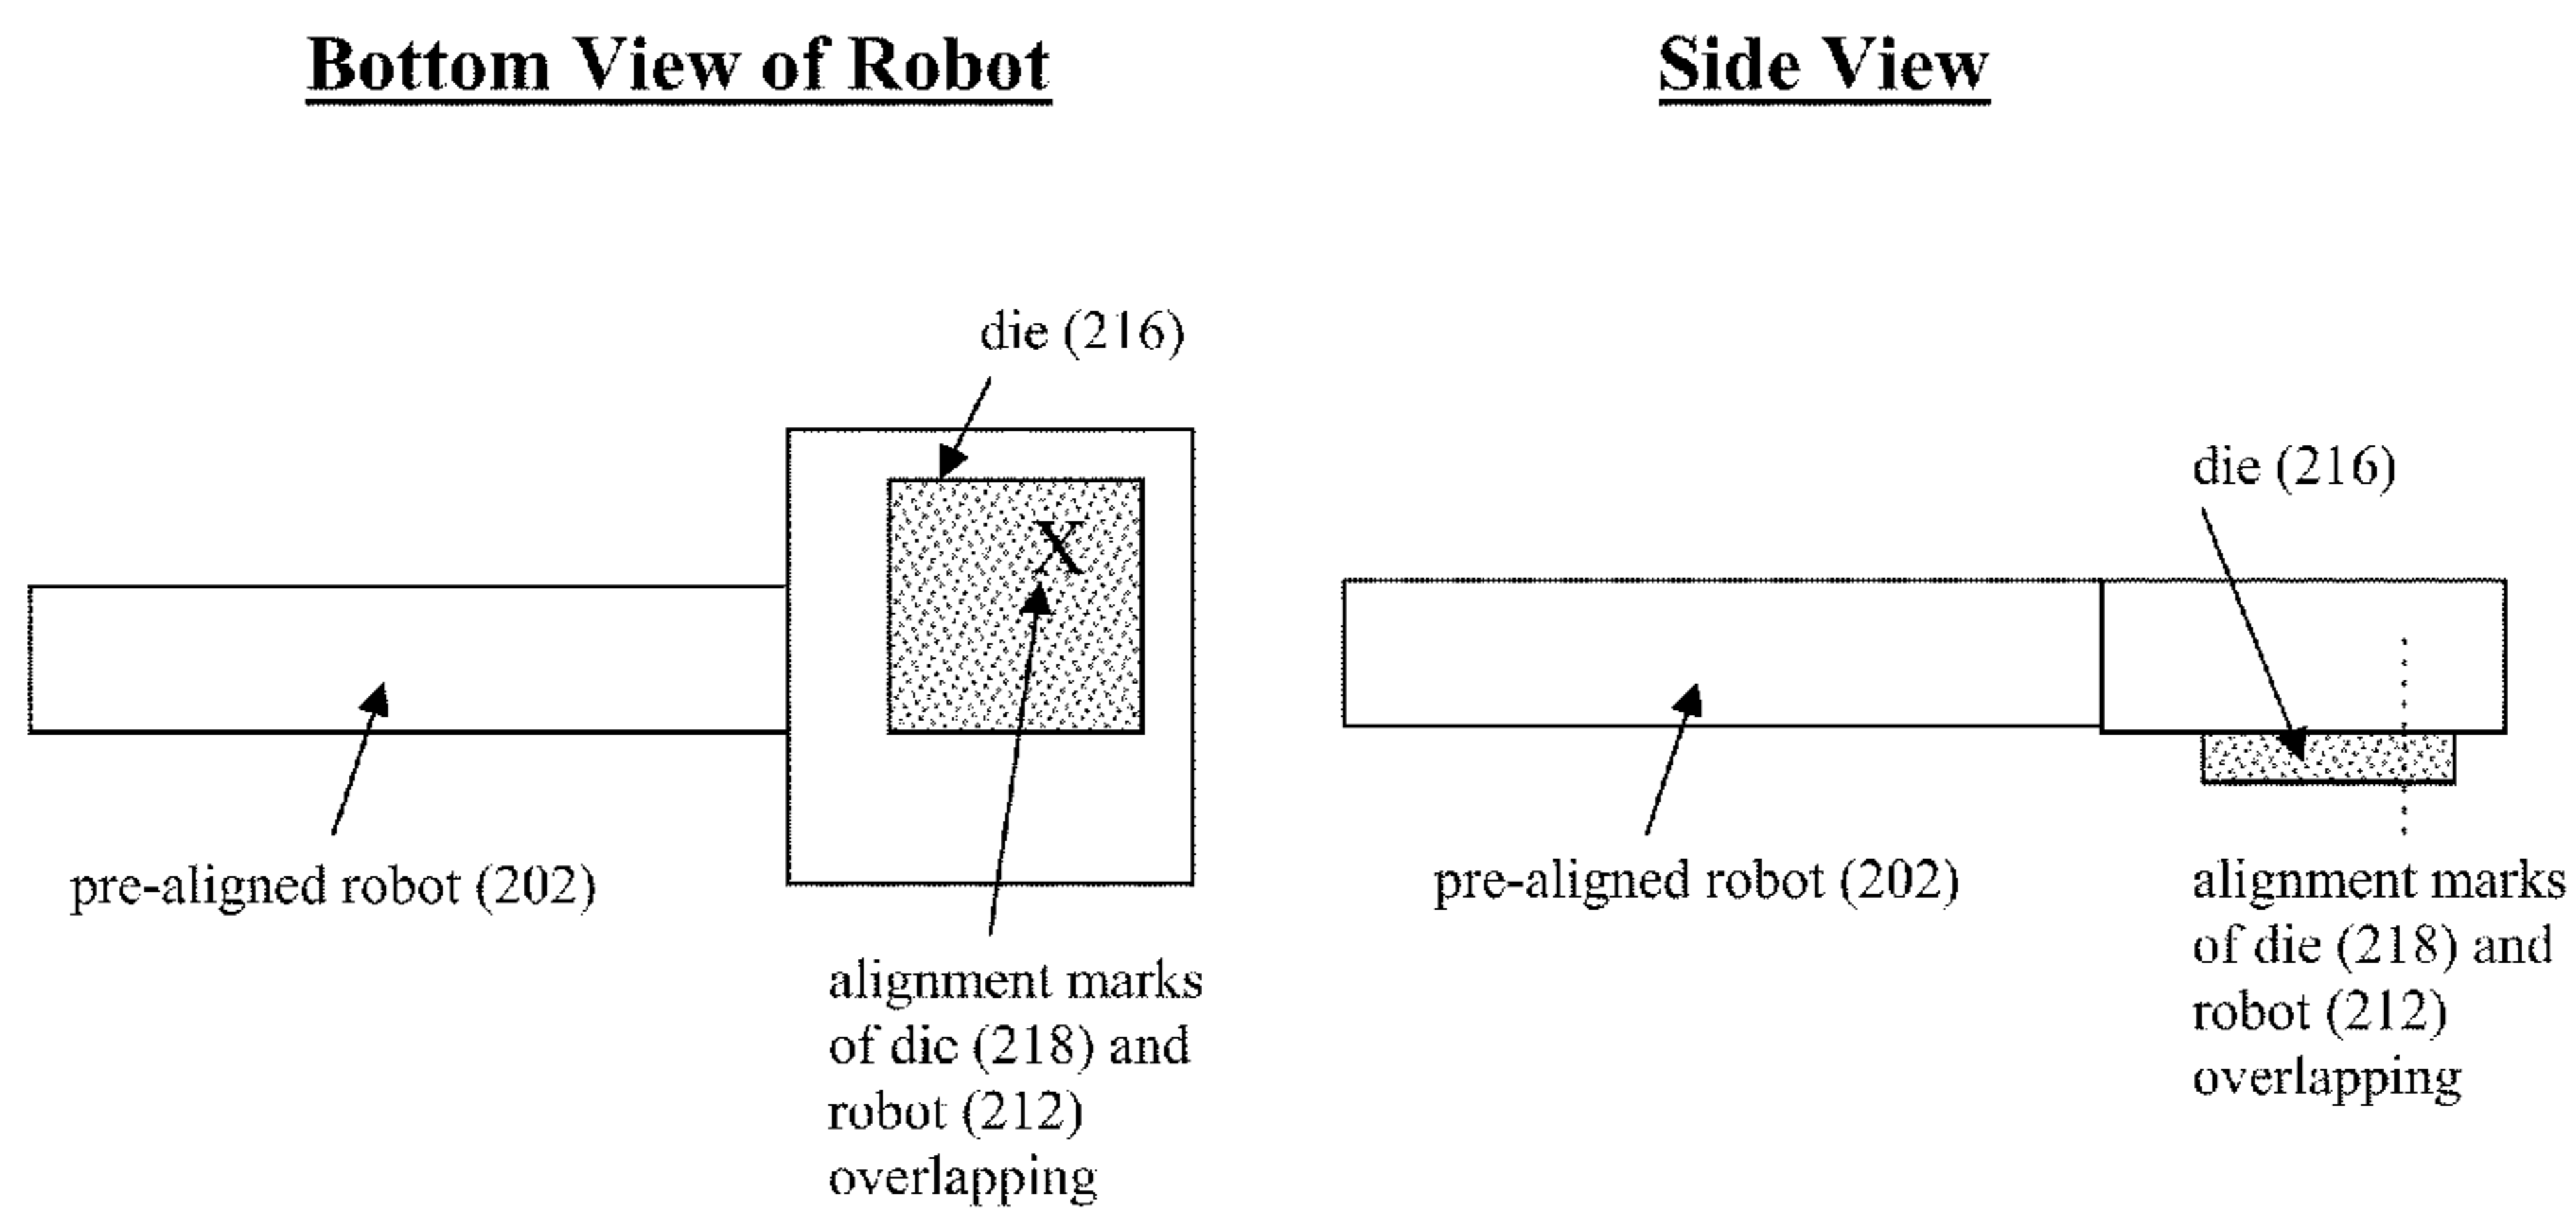 Bottom View of Robot
Side View
die (216)
die (216)
X
pre-aligned robot (202)
pre-aligned robot (202)
alignment marks
of die (218) and
robot (212)
overlapping
alignment marks
of die (218) and
robot (212)
overlapping